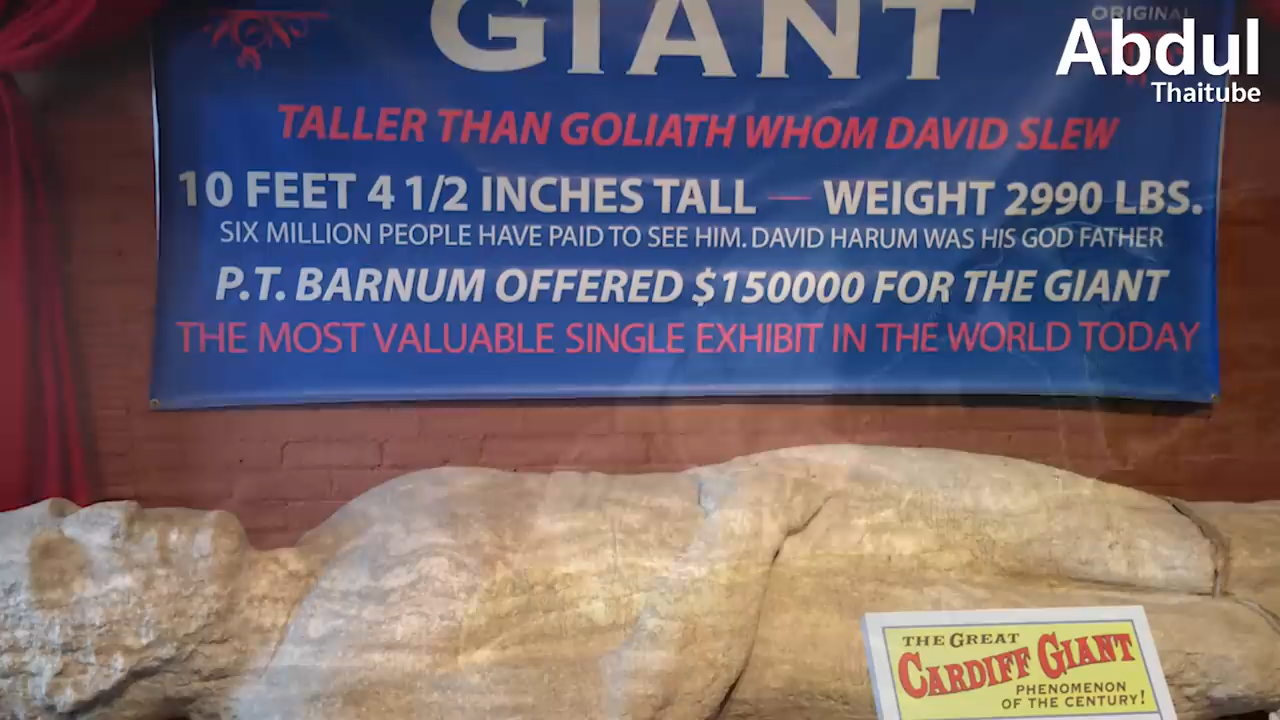 GIANT
ORIGINAL
Abdul
Thaitube
TALLER THAN GOLIATH WHOM DAVID SLEW
10 FEET 4 1/2 INCHES TALL — WEIGHT 2990 LBS.
SIX MILLION PEOPLE HAVE PAID TO SEE HIM. DAVID HARUM WAS HIS GOD FATHER
P.T. BARNUM OFFERED $150000 FOR THE GIANT
THE MOST VALUABLE SINGLE EXHIBIT IN THE WORLD TODAY
THE GREAT
CARDIFF GIANT
PHENOMENON
OF THE CENTURY!